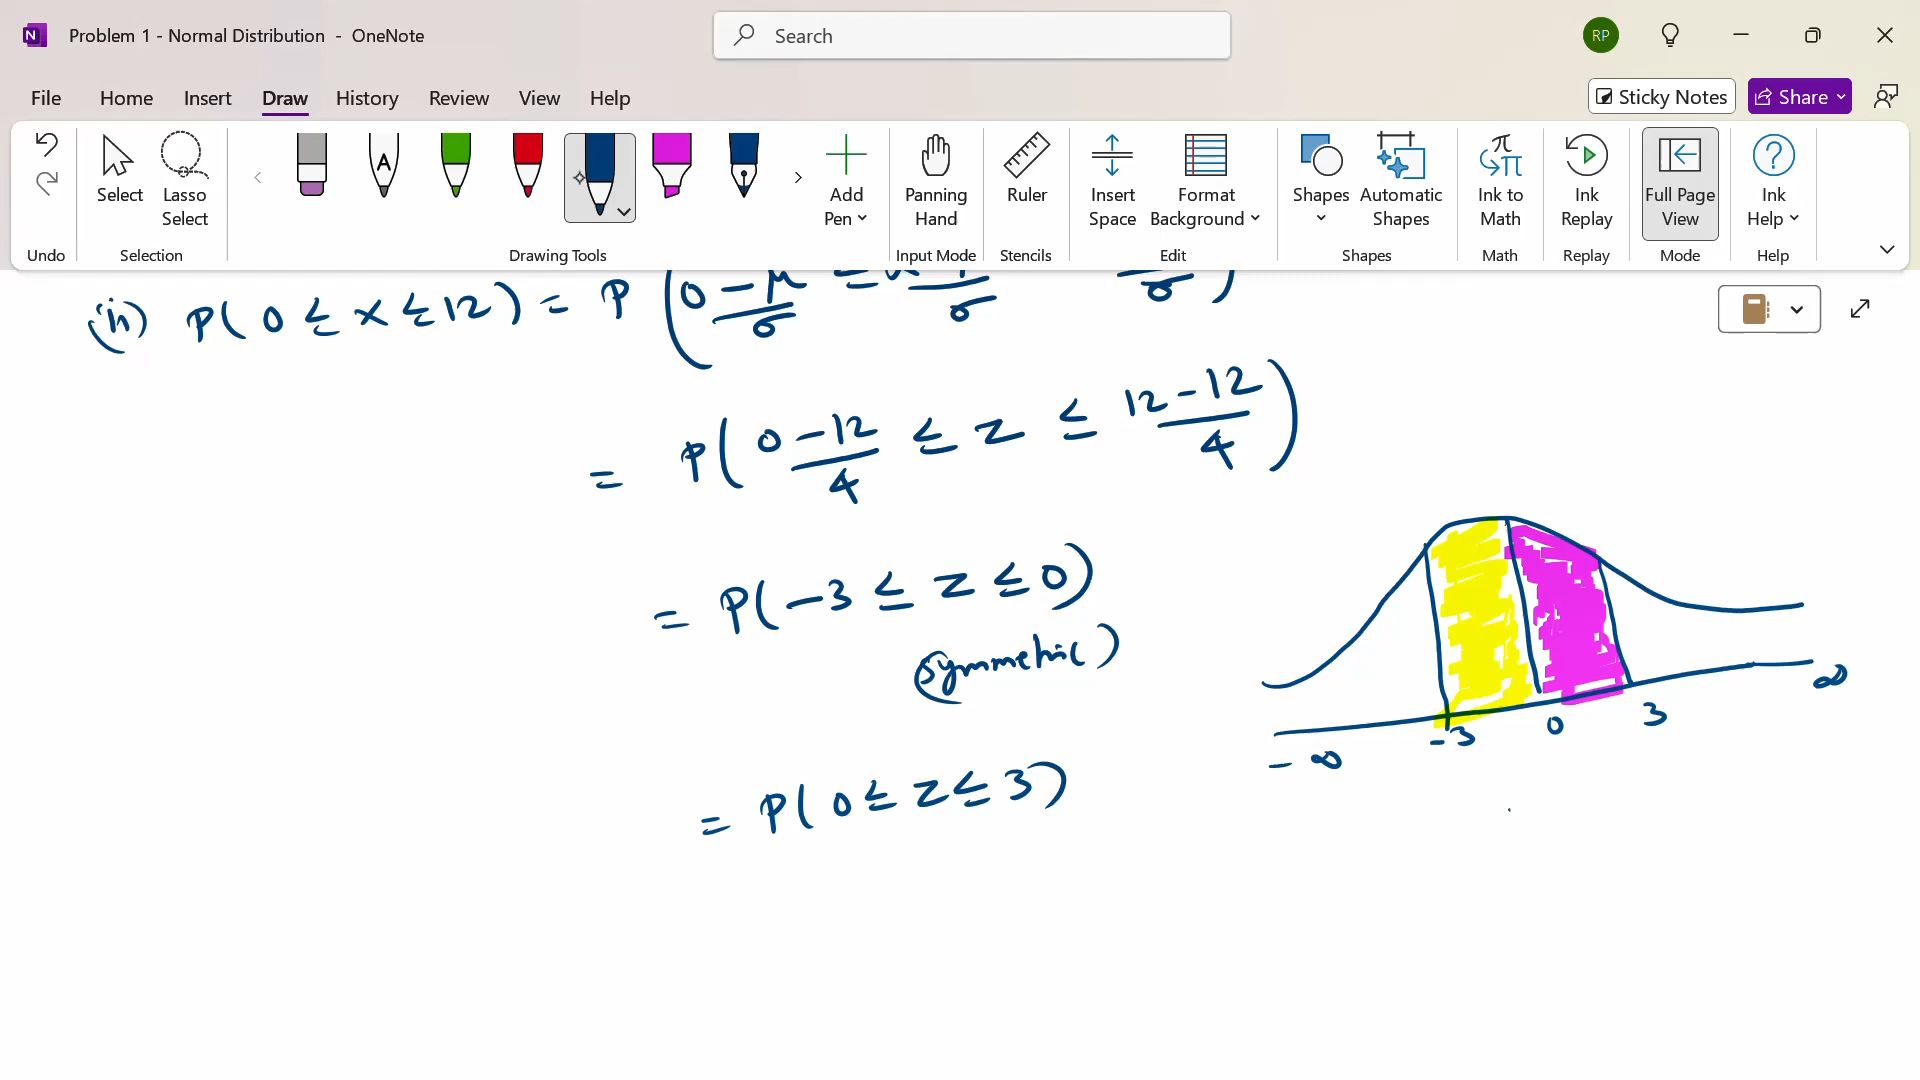 Problem 1 - Normal Distribution - OneNote
Search
RP
File Home Insert Draw History Review View Help
Sticky Notes Share
Select Lasso Select A Add Pen Panning Hand Ruler Insert Space Format Background Shapes Automatic Shapes Ink to Math Ink Replay Full Page View Ink Help
Undo Selection Drawing Tools Input Mode Stencils Edit Shapes Math Replay Mode Help
(ii) P(0 ≤ x ≤ 12) = P(0 - μ / σ ≤ x - μ / σ ≤ / σ)
= P(0 - 12 / 4 ≤ z ≤ 12 - 12 / 4)
= P(-3 ≤ z ≤ 0)
(symmetric)
= P(0 ≤ z ≤ 3)
-∞ -3 0 3 ∞